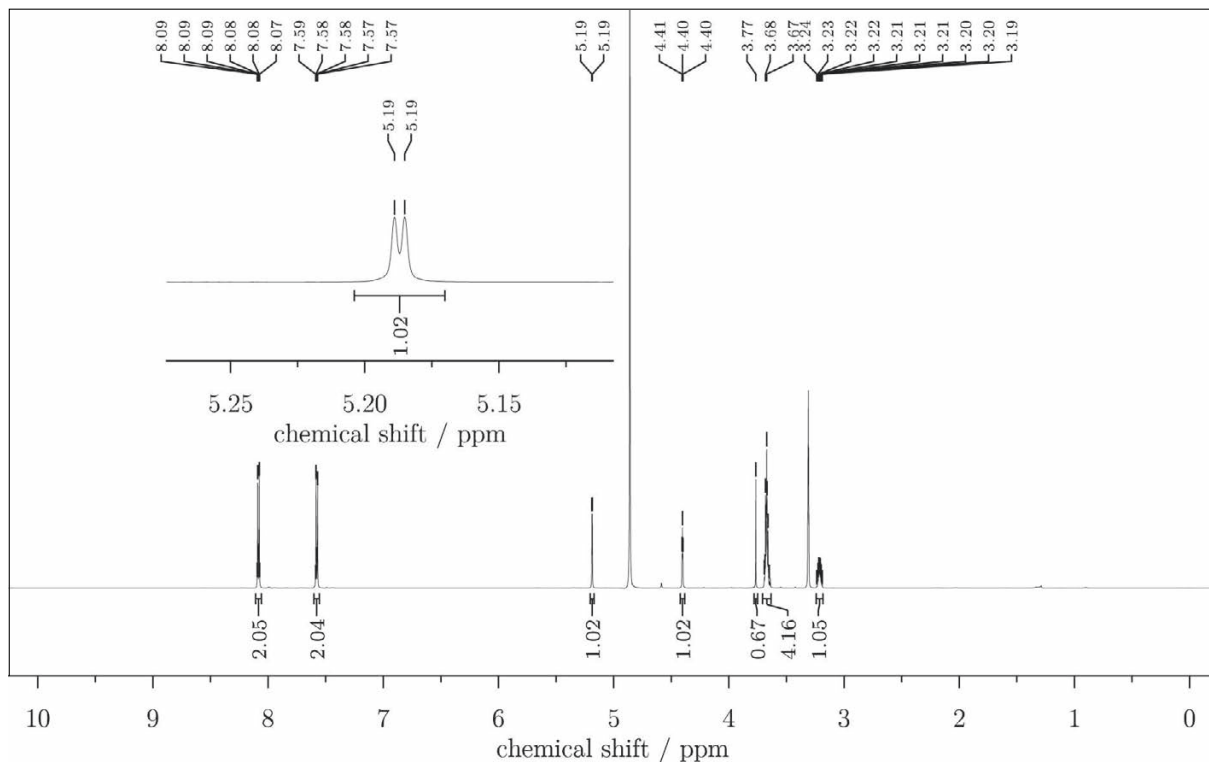 8.09 8.09 8.09 8.08 8.08 8.07 7.59 7.58 7.58 7.57 7.57 5.19 5.19 4.41 4.40 4.40 3.77 3.68 3.67 3.24 3.23 3.22 3.22 3.21 3.21 3.21 3.20 3.20 3.19
5.19 5.19
1.02
5.25 5.20 5.15
chemical shift / ppm
2.05 2.04 1.02 1.02 0.67 4.16 1.05
10 9 8 7 6 5 4 3 2 1 0
chemical shift / ppm